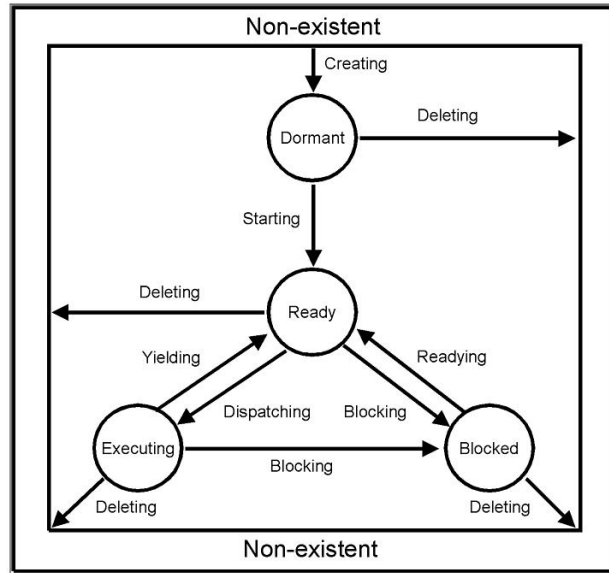 Non-existent
Creating
Deleting
Dormant
Starting
Deleting
Ready
Yielding
Readying
Dispatching
Blocking
Executing
Blocked
Blocking
Deleting
Deleting
Non-existent